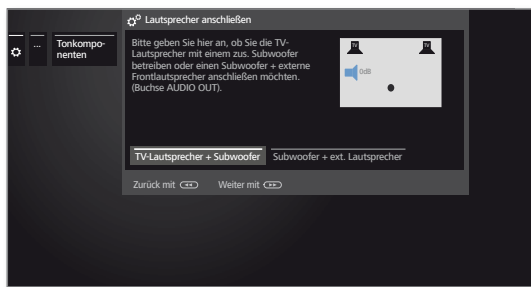 Lautsprecher anschließen
...
Tonkompo-
nenten
Bitte geben Sie hier an, ob Sie die TV-
Lautsprecher mit einem zus. Subwoofer
betreiben oder einen Subwoofer + externe
Frontlautsprecher anschließen möchten.
(Buchse AUDIO OUT).
TV
TV
0dB
TV-Lautsprecher + Subwoofer
Subwoofer + ext. Lautsprecher
Zurück mit
Weiter mit